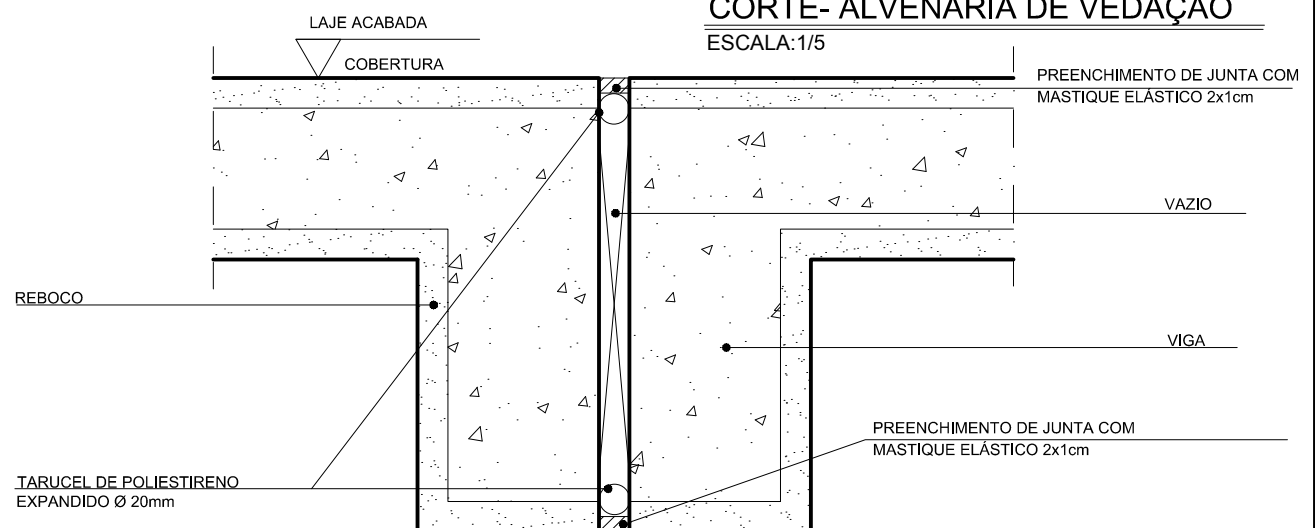 CORTE- ALVENARIA DE VEDAÇÃO
ESCALA:1/5
LAJE ACABADA
COBERTURA
PREENCHIMENTO DE JUNTA COM
MASTIQUE ELÁSTICO 2x1cm
VAZIO
REBOCO
VIGA
PREENCHIMENTO DE JUNTA COM
MASTIQUE ELÁSTICO 2x1cm
TARUCEL DE POLIESTIRENO
EXPANDIDO Ø 20mm